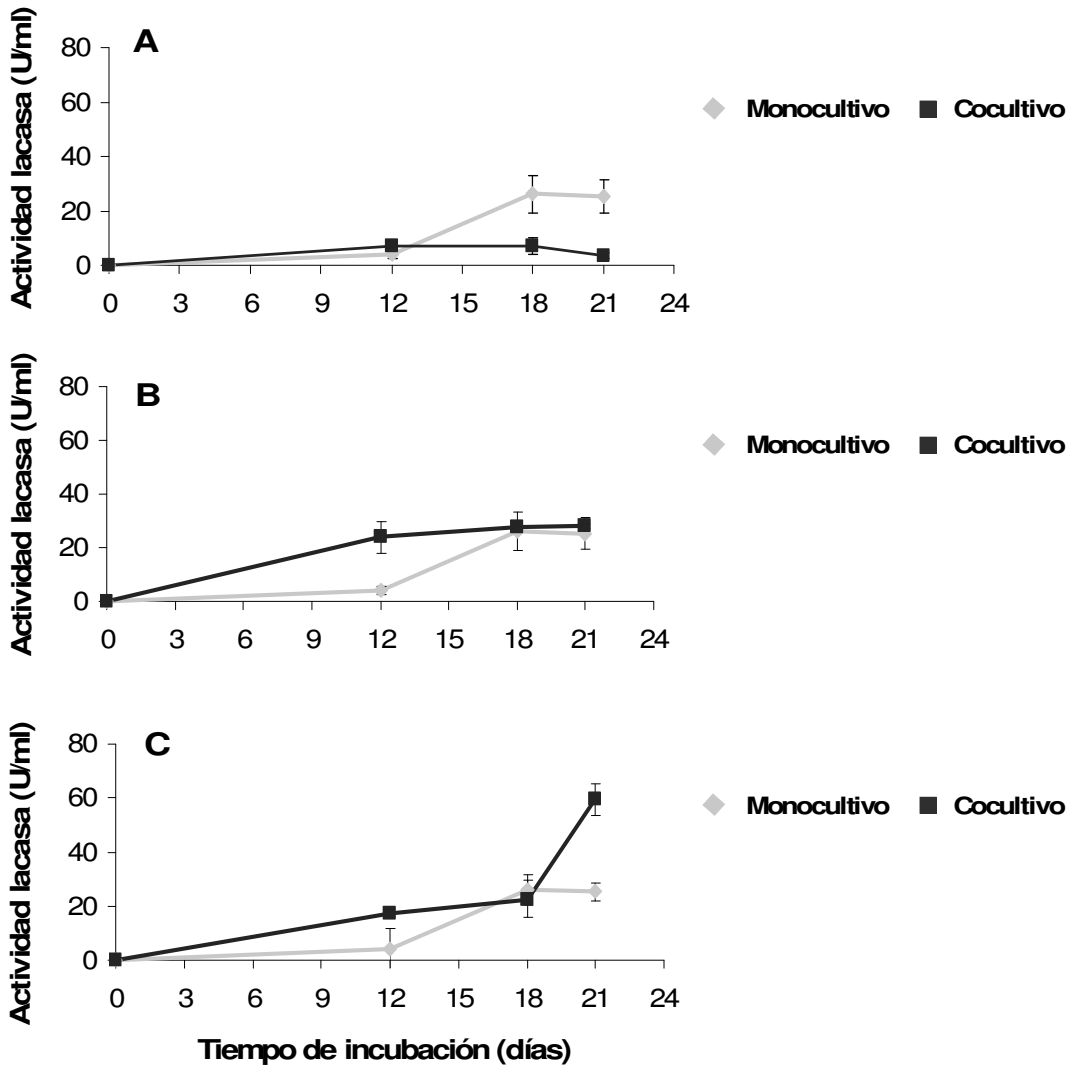 A
Actividad lacasa (U/ml)
80
60
40
20
0
0 3 6 9 12 15 18 21 24
Monocultivo Cocultivo
B
Actividad lacasa (U/ml)
80
60
40
20
0
0 3 6 9 12 15 18 21 24
Monocultivo Cocultivo
C
Actividad lacasa (U/ml)
80
60
40
20
0
0 3 6 9 12 15 18 21 24
Monocultivo Cocultivo
Tiempo de incubación (días)